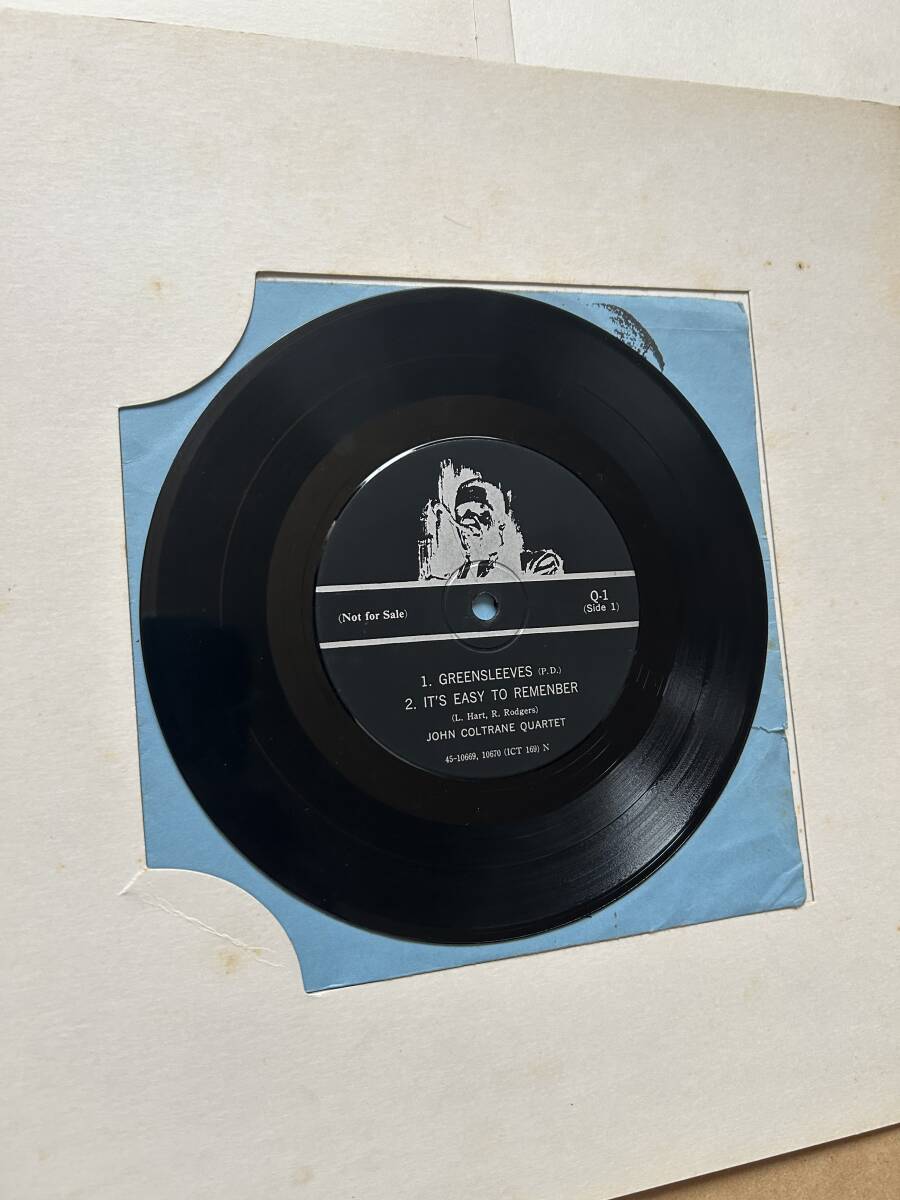 (Not for Sale)
Q-1
(Side 1)
1. GREENSLEEVES (P.D.)
2. IT'S EASY TO REMENBER
(L. Hart, R. Rodgers)
JOHN COLTRANE QUARTET
45-10669, 10670 (ICT 169) N